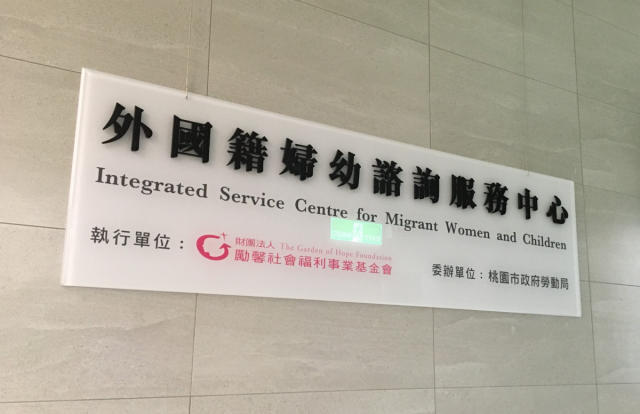 外國籍婦幼諮詢服務中心
Integrated Service Centre for Migrant Women and Children
執行單位：
財團法人 The Garden of Hope Foundation
勵馨社會福利事業基金會
委辦單位：桃園市政府勞動局